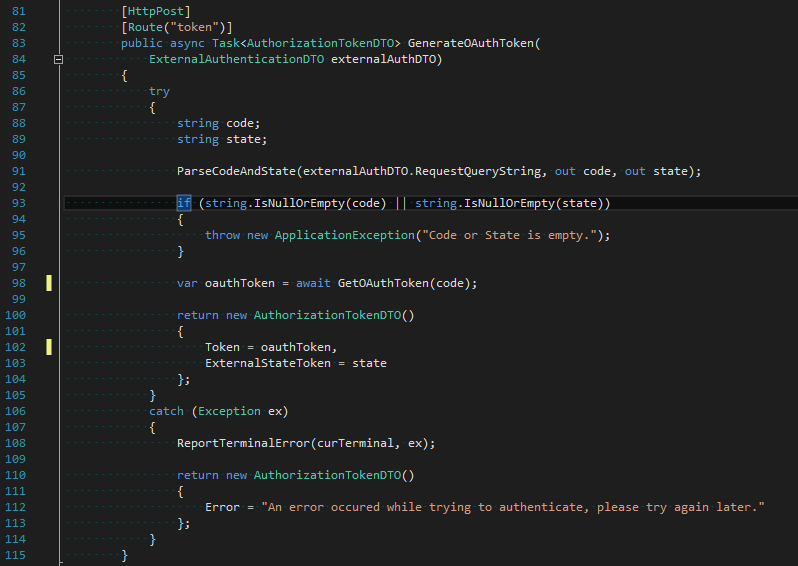 81 [HttpPost]
82 [Route("token")]
83 public async Task<AuthorizationTokenDTO> GenerateOAuthToken(
84 ExternalAuthenticationDTO externalAuthDTO)
85 {
86 try
87 {
88 string code;
89 string state;
90
91 ParseCodeAndState(externalAuthDTO.RequestQueryString, out code, out state);
92
93 if (string.IsNullOrEmpty(code) || string.IsNullOrEmpty(state))
94 {
95 throw new ApplicationException("Code or State is empty.");
96 }
97
98 var oauthToken = await GetOAuthToken(code);
99
100 return new AuthorizationTokenDTO()
101 {
102 Token = oauthToken,
103 ExternalStateToken = state
104 };
105 }
106 catch (Exception ex)
107 {
108 ReportTerminalError(curTerminal, ex);
109
110 return new AuthorizationTokenDTO()
111 {
112 Error = "An error occured while trying to authenticate, please try again later."
113 };
114 }
115 }